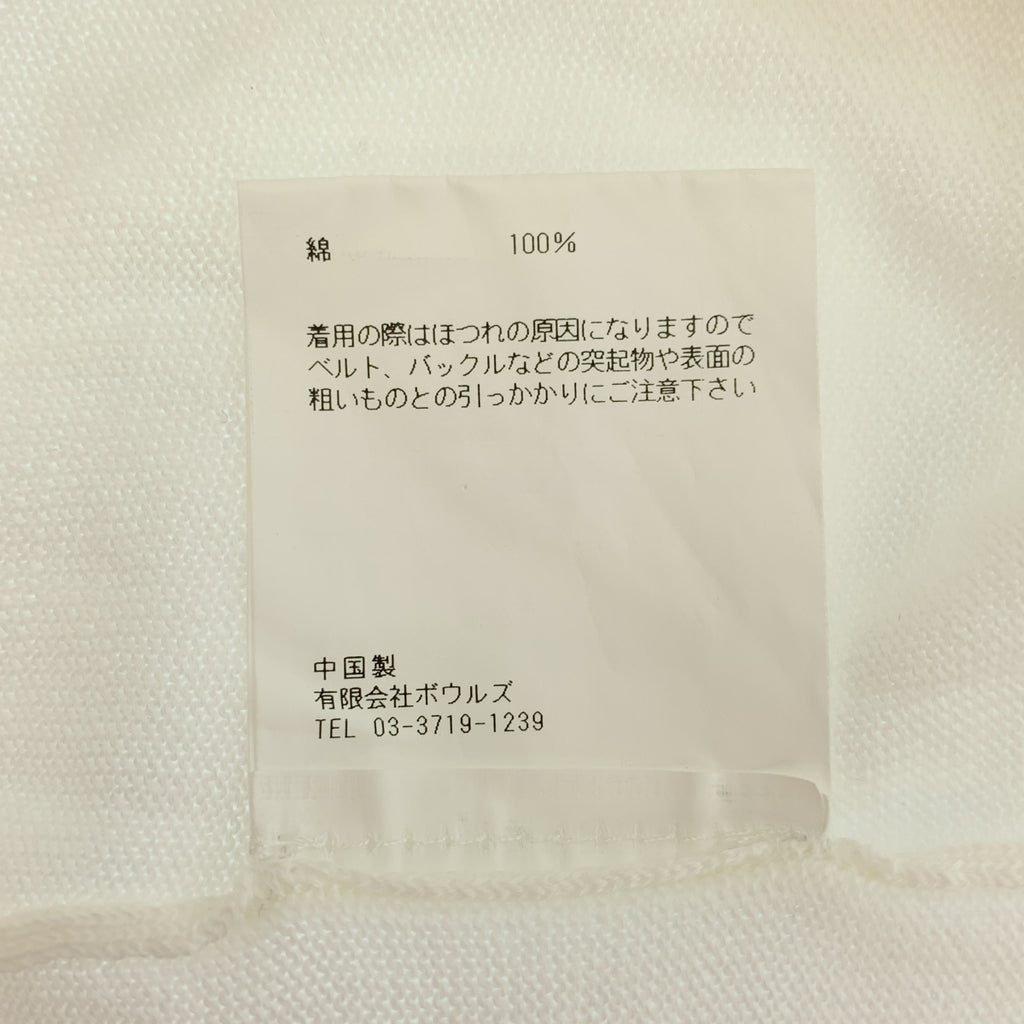 綿 100%
着用の際はほつれの原因になりますので
ベルト、バックルなどの突起物や表面の
粗いものとの引っかかりにご注意下さい
中国製
有限会社ボウルズ
TEL 03-3719-1239